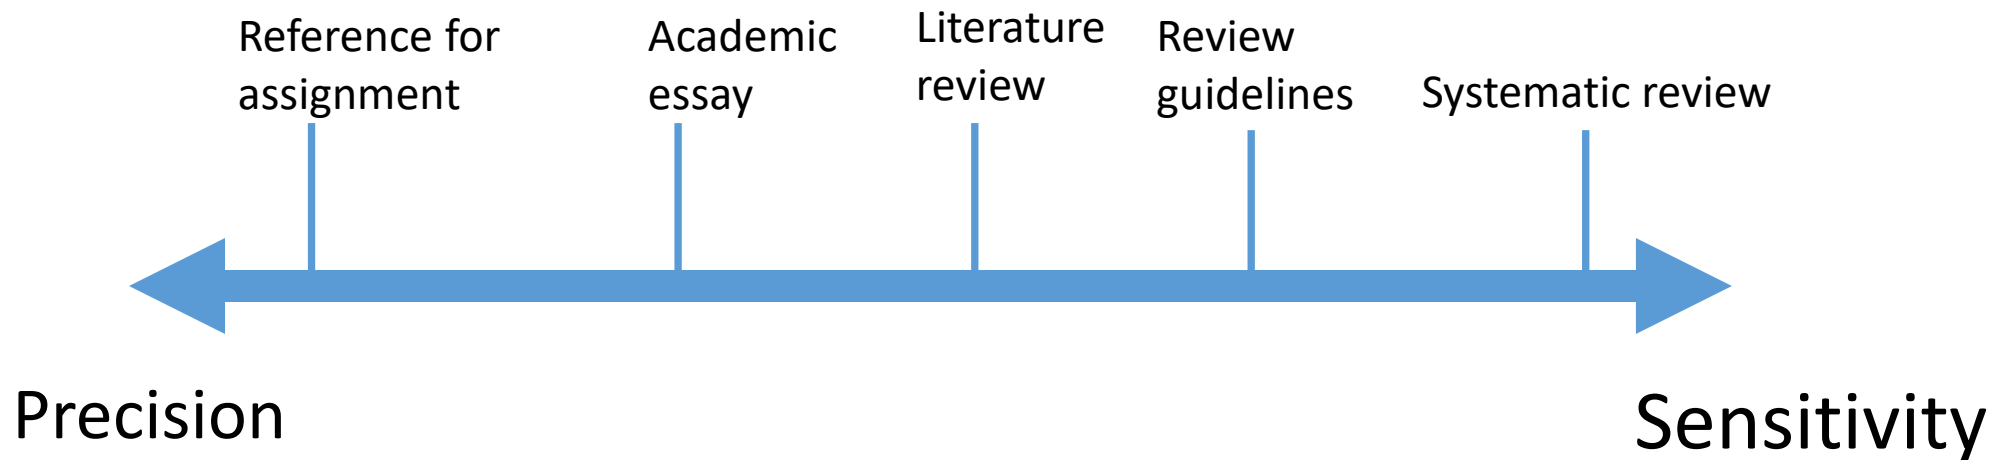 Reference for
assignment
Academic
essay
Literature
review
Review
guidelines
Systematic review
Precision
Sensitivity